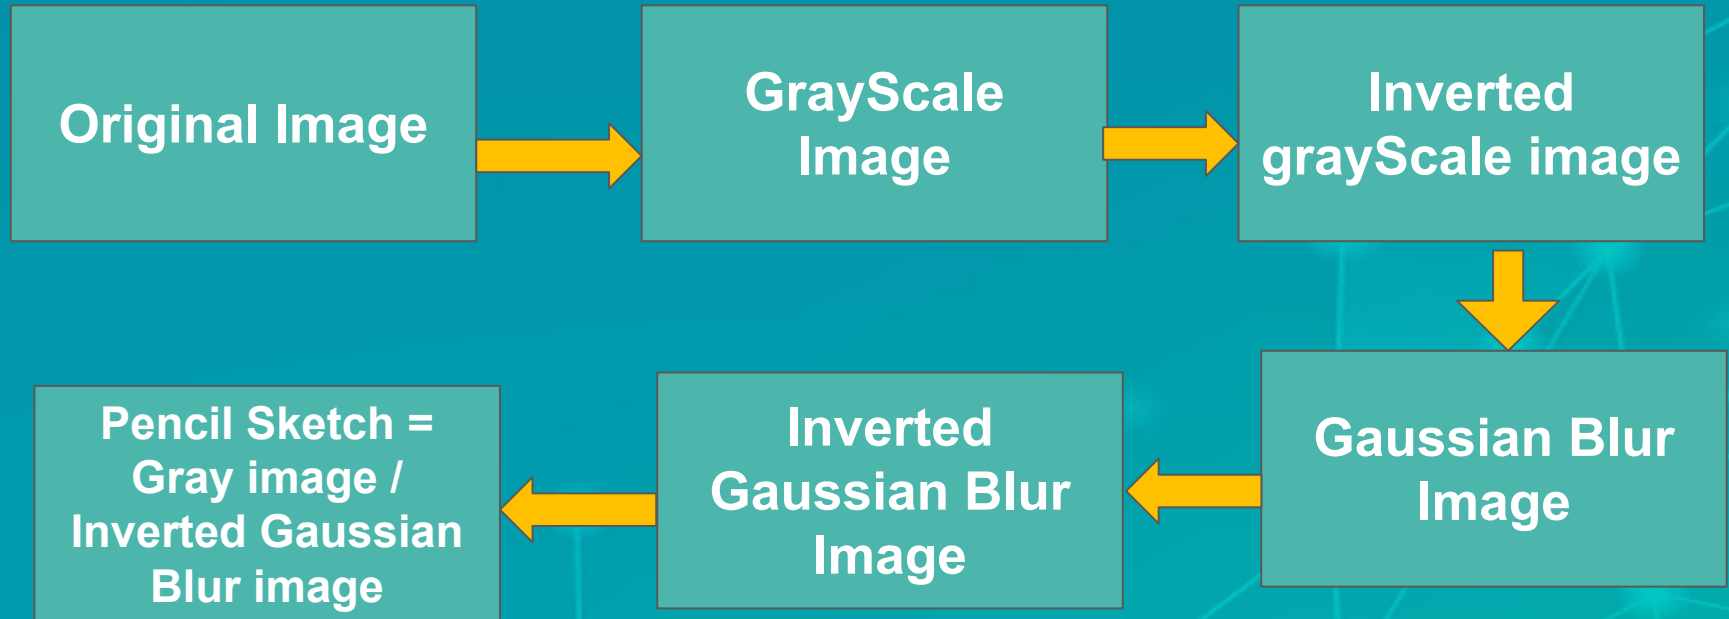 Original Image
GrayScale
Image
Inverted
grayScale image
Gaussian Blur
Image
Inverted
Gaussian Blur
Image
Pencil Sketch =
Gray image /
Inverted Gaussian
Blur image